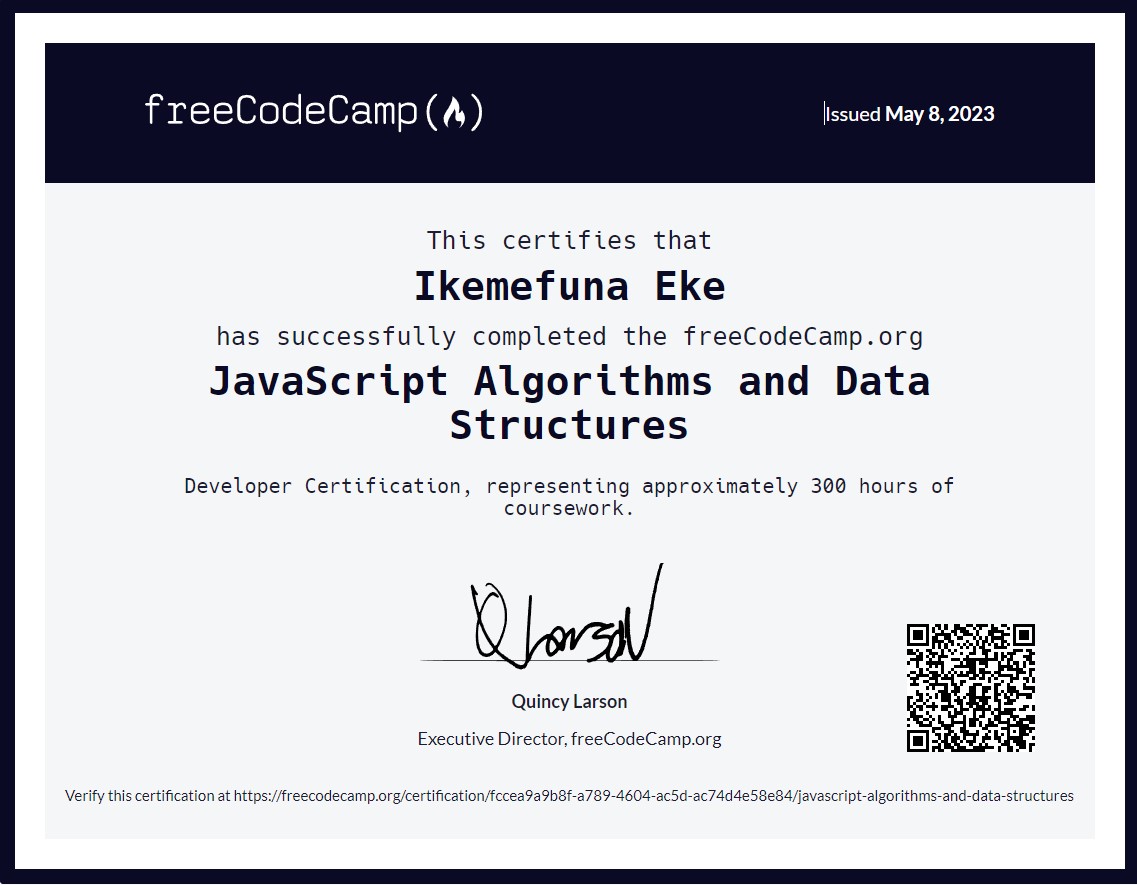 freeCodeCamp(🔥)
Issued May 8, 2023
This certifies that
Ikemefuna Eke
has successfully completed the freeCodeCamp.org
JavaScript Algorithms and Data
Structures
Developer Certification, representing approximately 300 hours of
coursework.
Q Larson
Quincy Larson
Executive Director, freeCodeCamp.org
Verify this certification at https://freecodecamp.org/certification/fccea9a9b8f-a789-4604-ac5d-ac74d4e58e84/javascript-algorithms-and-data-structures